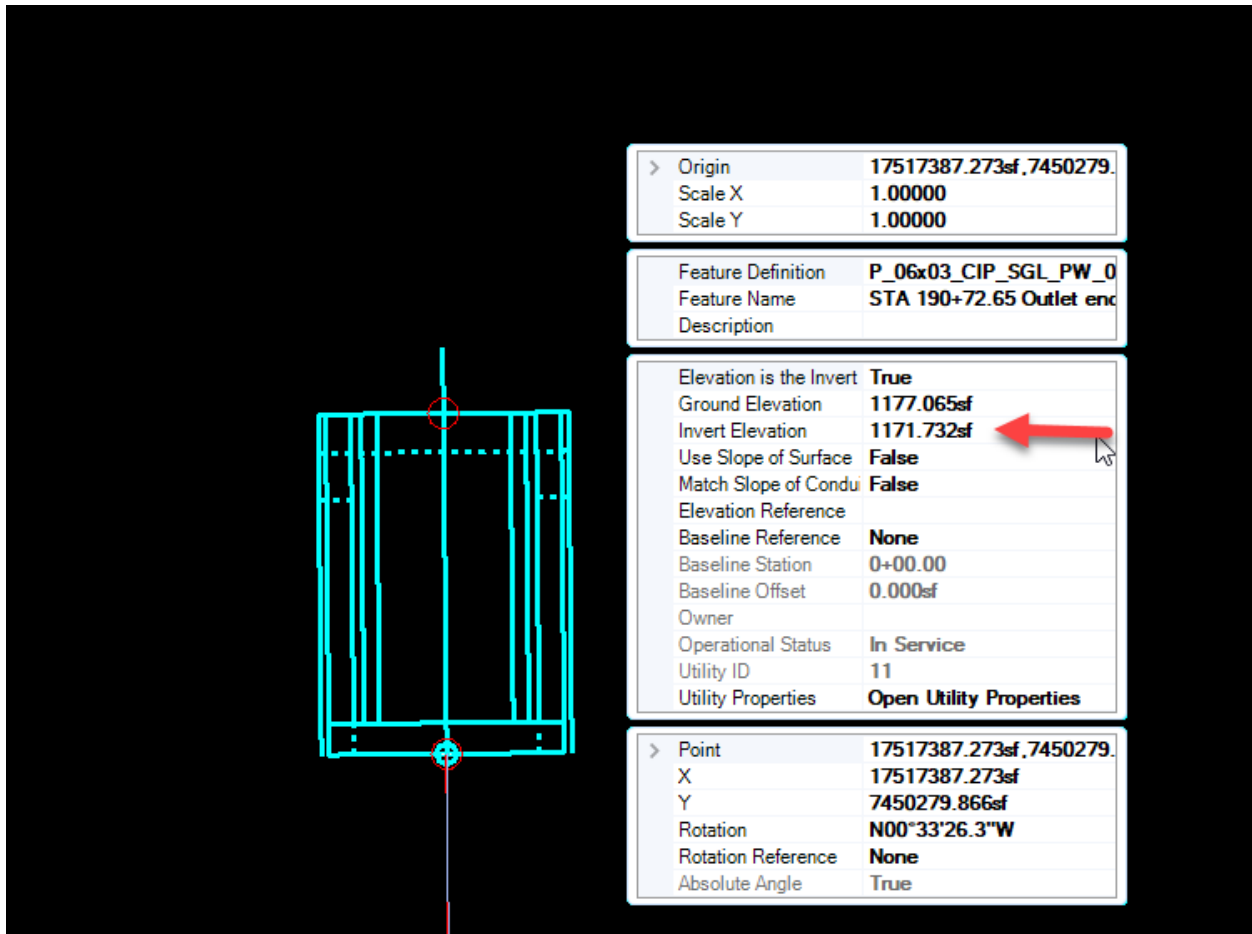 Origin 17517387.273sf,7450279.
Scale X 1.00000
Scale Y 1.00000
Feature Definition P_06x03_CIP_SGL_PW_0
Feature Name STA 190+72.65 Outlet end
Description
Elevation is the Invert True
Ground Elevation 1177.065sf
Invert Elevation 1171.732sf
Use Slope of Surface False
Match Slope of Condui False
Elevation Reference
Baseline Reference None
Baseline Station 0+00.00
Baseline Offset 0.000sf
Owner
Operational Status In Service
Utility ID 11
Utility Properties Open Utility Properties
Point 17517387.273sf,7450279.
X 17517387.273sf
Y 7450279.866sf
Rotation N00°33'26.3"W
Rotation Reference None
Absolute Angle True